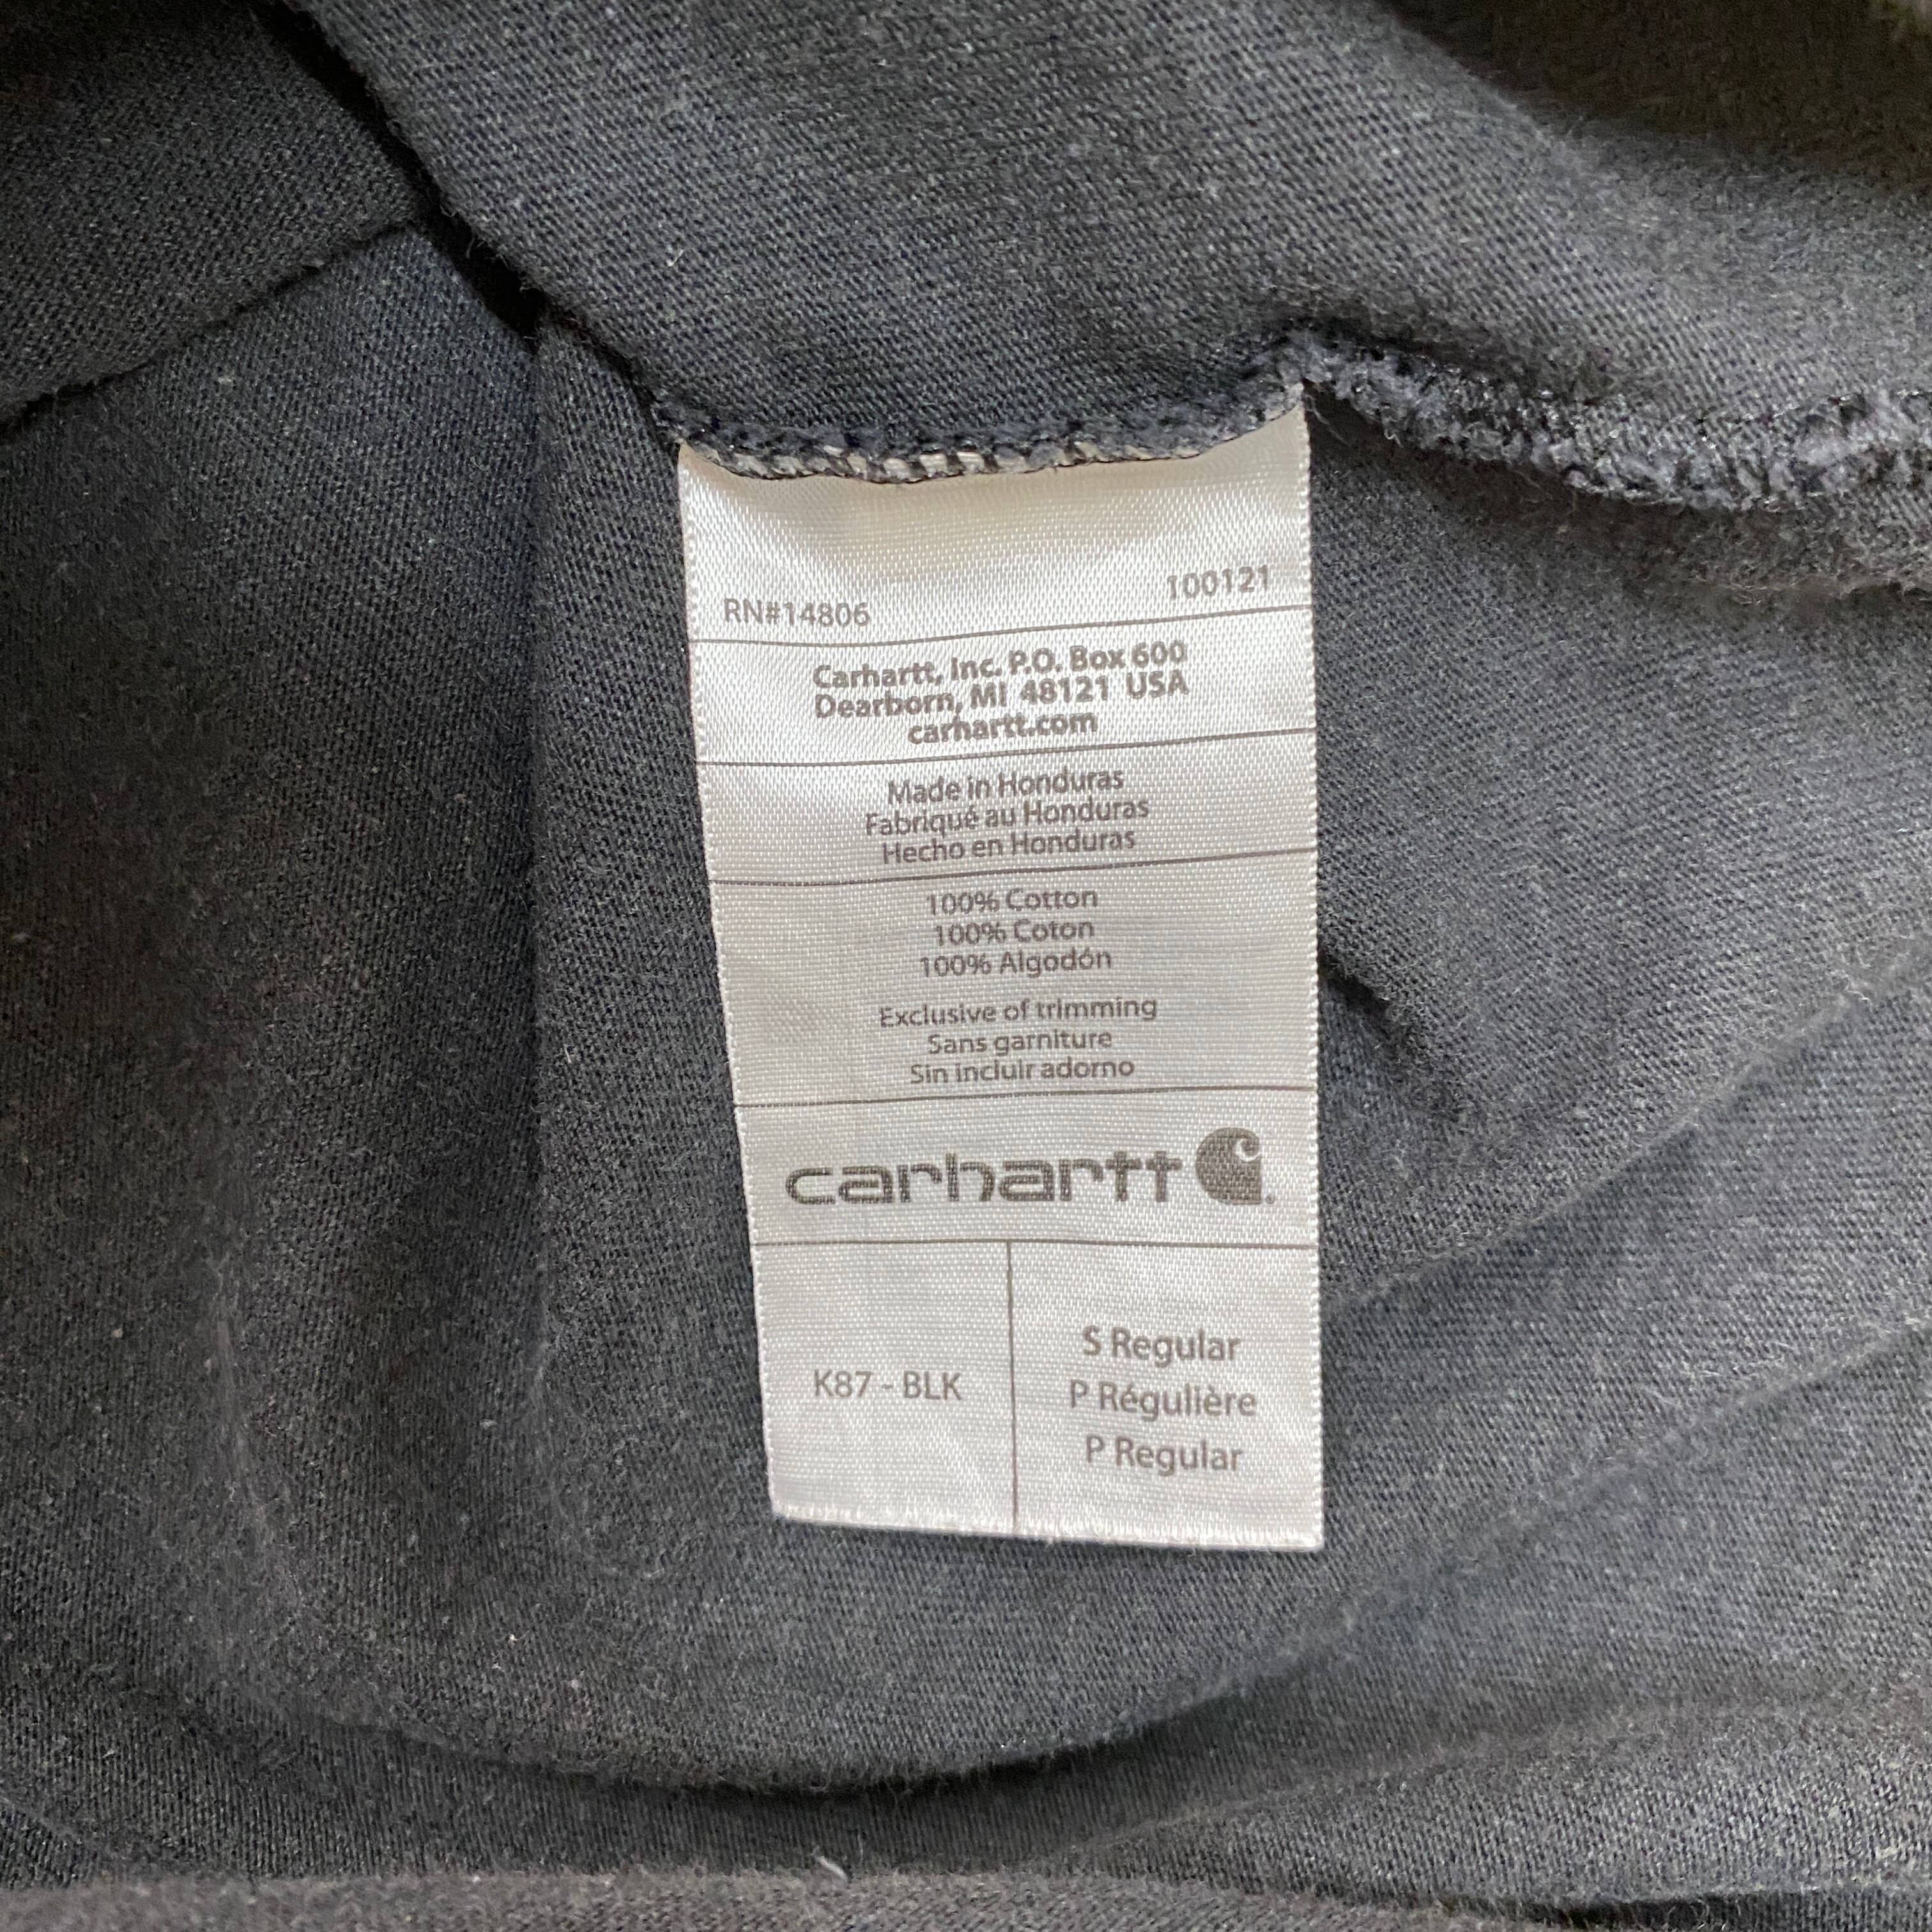 RN#14806 100121
Carhartt, Inc. P.O. Box 600
Dearborn, MI 48121 USA
carhartt.com
Made in Honduras
Fabriqué au Honduras
Hecho en Honduras
100% Cotton
100% Coton
100% Algodón
Exclusive of trimming
Sans garniture
Sin incluir adorno
carhartt
K87 - BLK
S Regular
P Régulière
P Regular